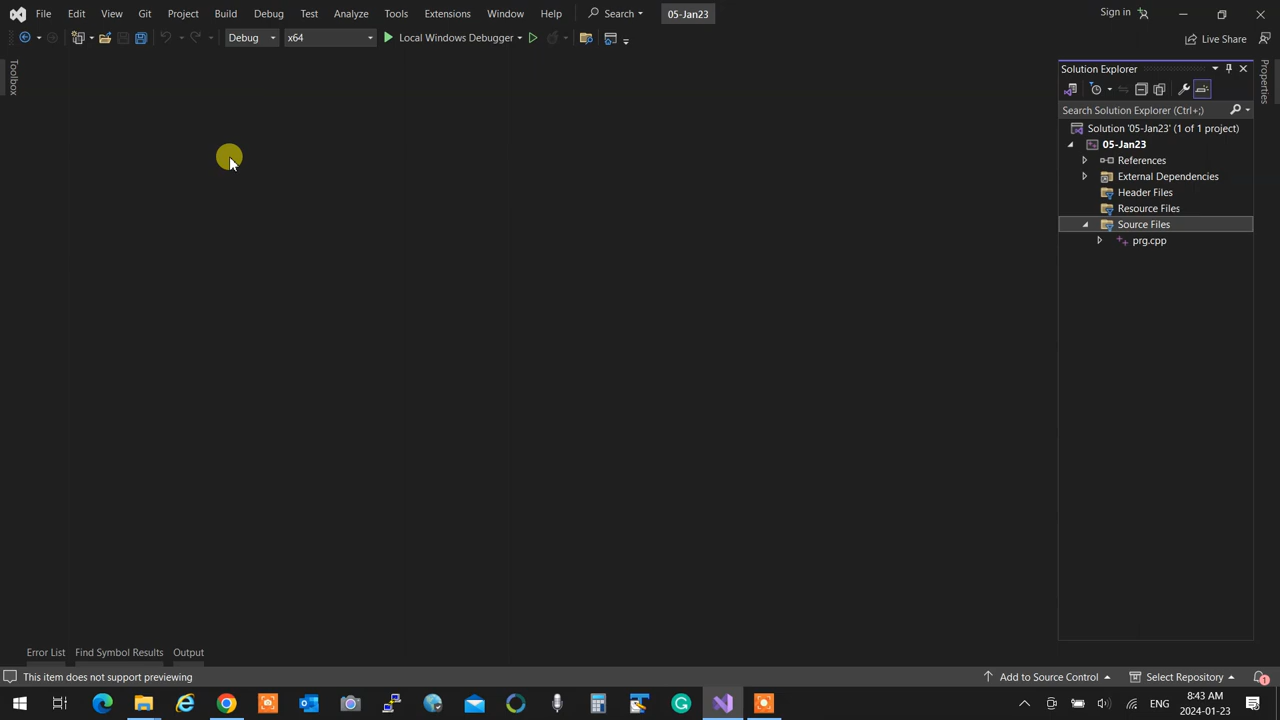 File Edit View Git Project Build Debug Test Analyze Tools Extensions Window Help Search 05-Jan23 Sign in
Debug x64 Local Windows Debugger Live Share
Toolbox
Solution Explorer
Properties
Search Solution Explorer (Ctrl+;)
Solution '05-Jan23' (1 of 1 project)
05-Jan23
References
External Dependencies
Header Files
Resource Files
Source Files
prg.cpp
Error List Find Symbol Results Output
This item does not support previewing Add to Source Control Select Repository 1
8:43 AM
ENG
2024-01-23